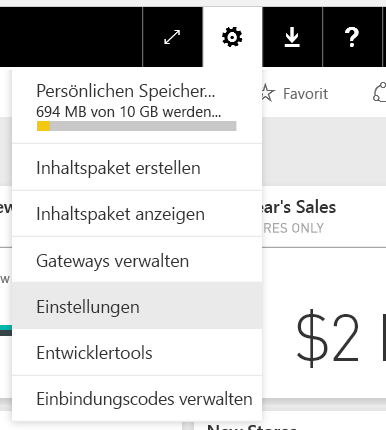 ?
Persönlichen Speicher...
694 MB von 10 GB werden...
Favorit
Inhaltspaket erstellen
Inhaltspaket anzeigen
ear's Sales
RES ONLY
Gateways verwalten
Einstellungen
$2
Entwicklertools
Einbindungscodes verwalten
New Stores